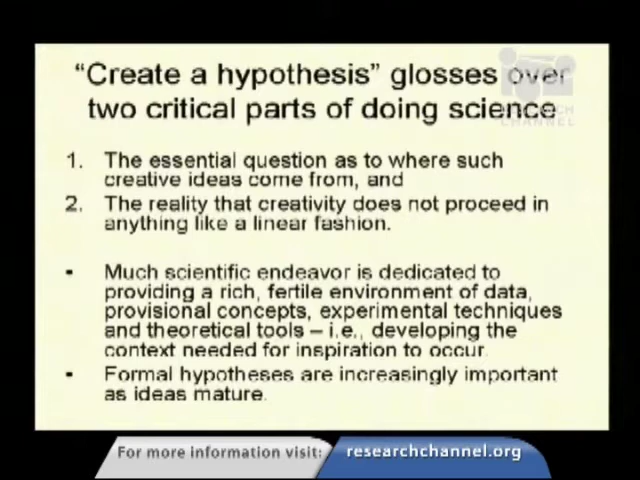 "Create a hypothesis" glosses over
two critical parts of doing science
1. The essential question as to where such
creative ideas come from, and
2. The reality that creativity does not proceed in
anything like a linear fashion.
• Much scientific endeavor is dedicated to
providing a rich, fertile environment of data,
provisional concepts, experimental techniques
and theoretical tools – i.e., developing the
context needed for inspiration to occur.
• Formal hypotheses are increasingly important
as ideas mature.
RESEARCH
CHANNEL
For more information visit: researchchannel.org